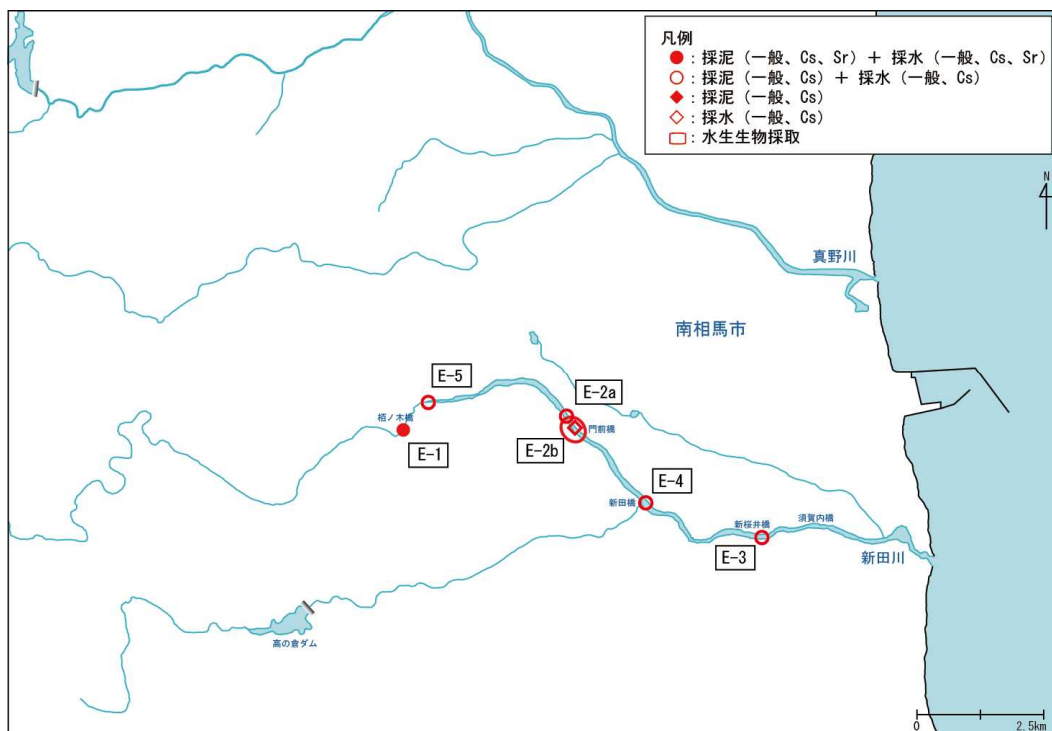 凡例
●：採泥（一般、Cs、Sr）＋ 採水（一般、Cs、Sr）
○：採泥（一般、Cs）＋ 採水（一般、Cs）
◆：採泥（一般、Cs）
◇：採水（一般、Cs）
：水生生物採取
N
真野川
南相馬市
E-5
E-2a
栢ノ木橋
門前橋
E-1
E-2b
E-4
新田橋
新桜井橋
須賀内橋
E-3
新田川
高の倉ダム
0
2.5km